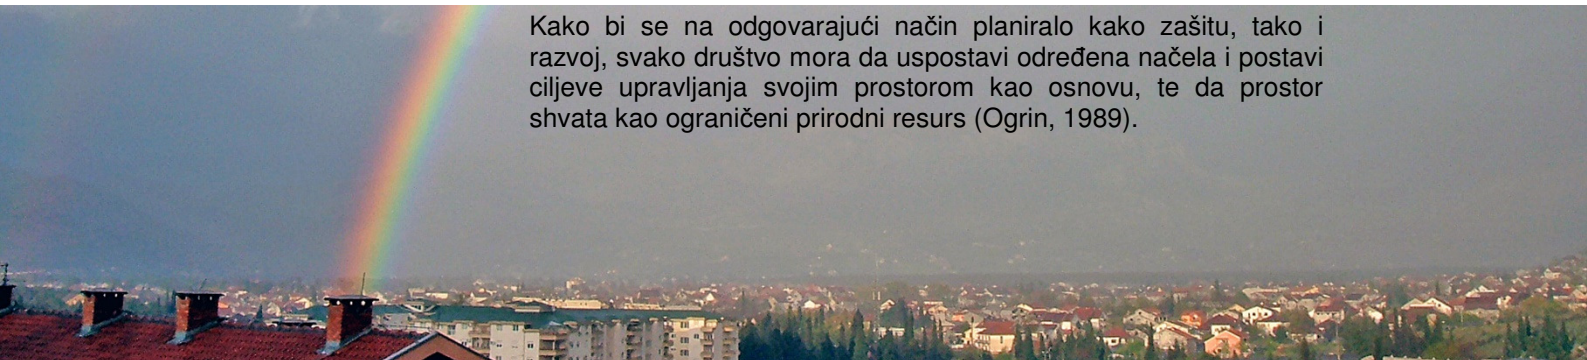 Kako bi se na odgovarajući način planiralo kako zašitu, tako i
razvoj, svako društvo mora da uspostavi određena načela i postavi
ciljeve upravljanja svojim prostorom kao osnovu, te da prostor
shvata kao ograničeni prirodni resurs (Ogrin, 1989).